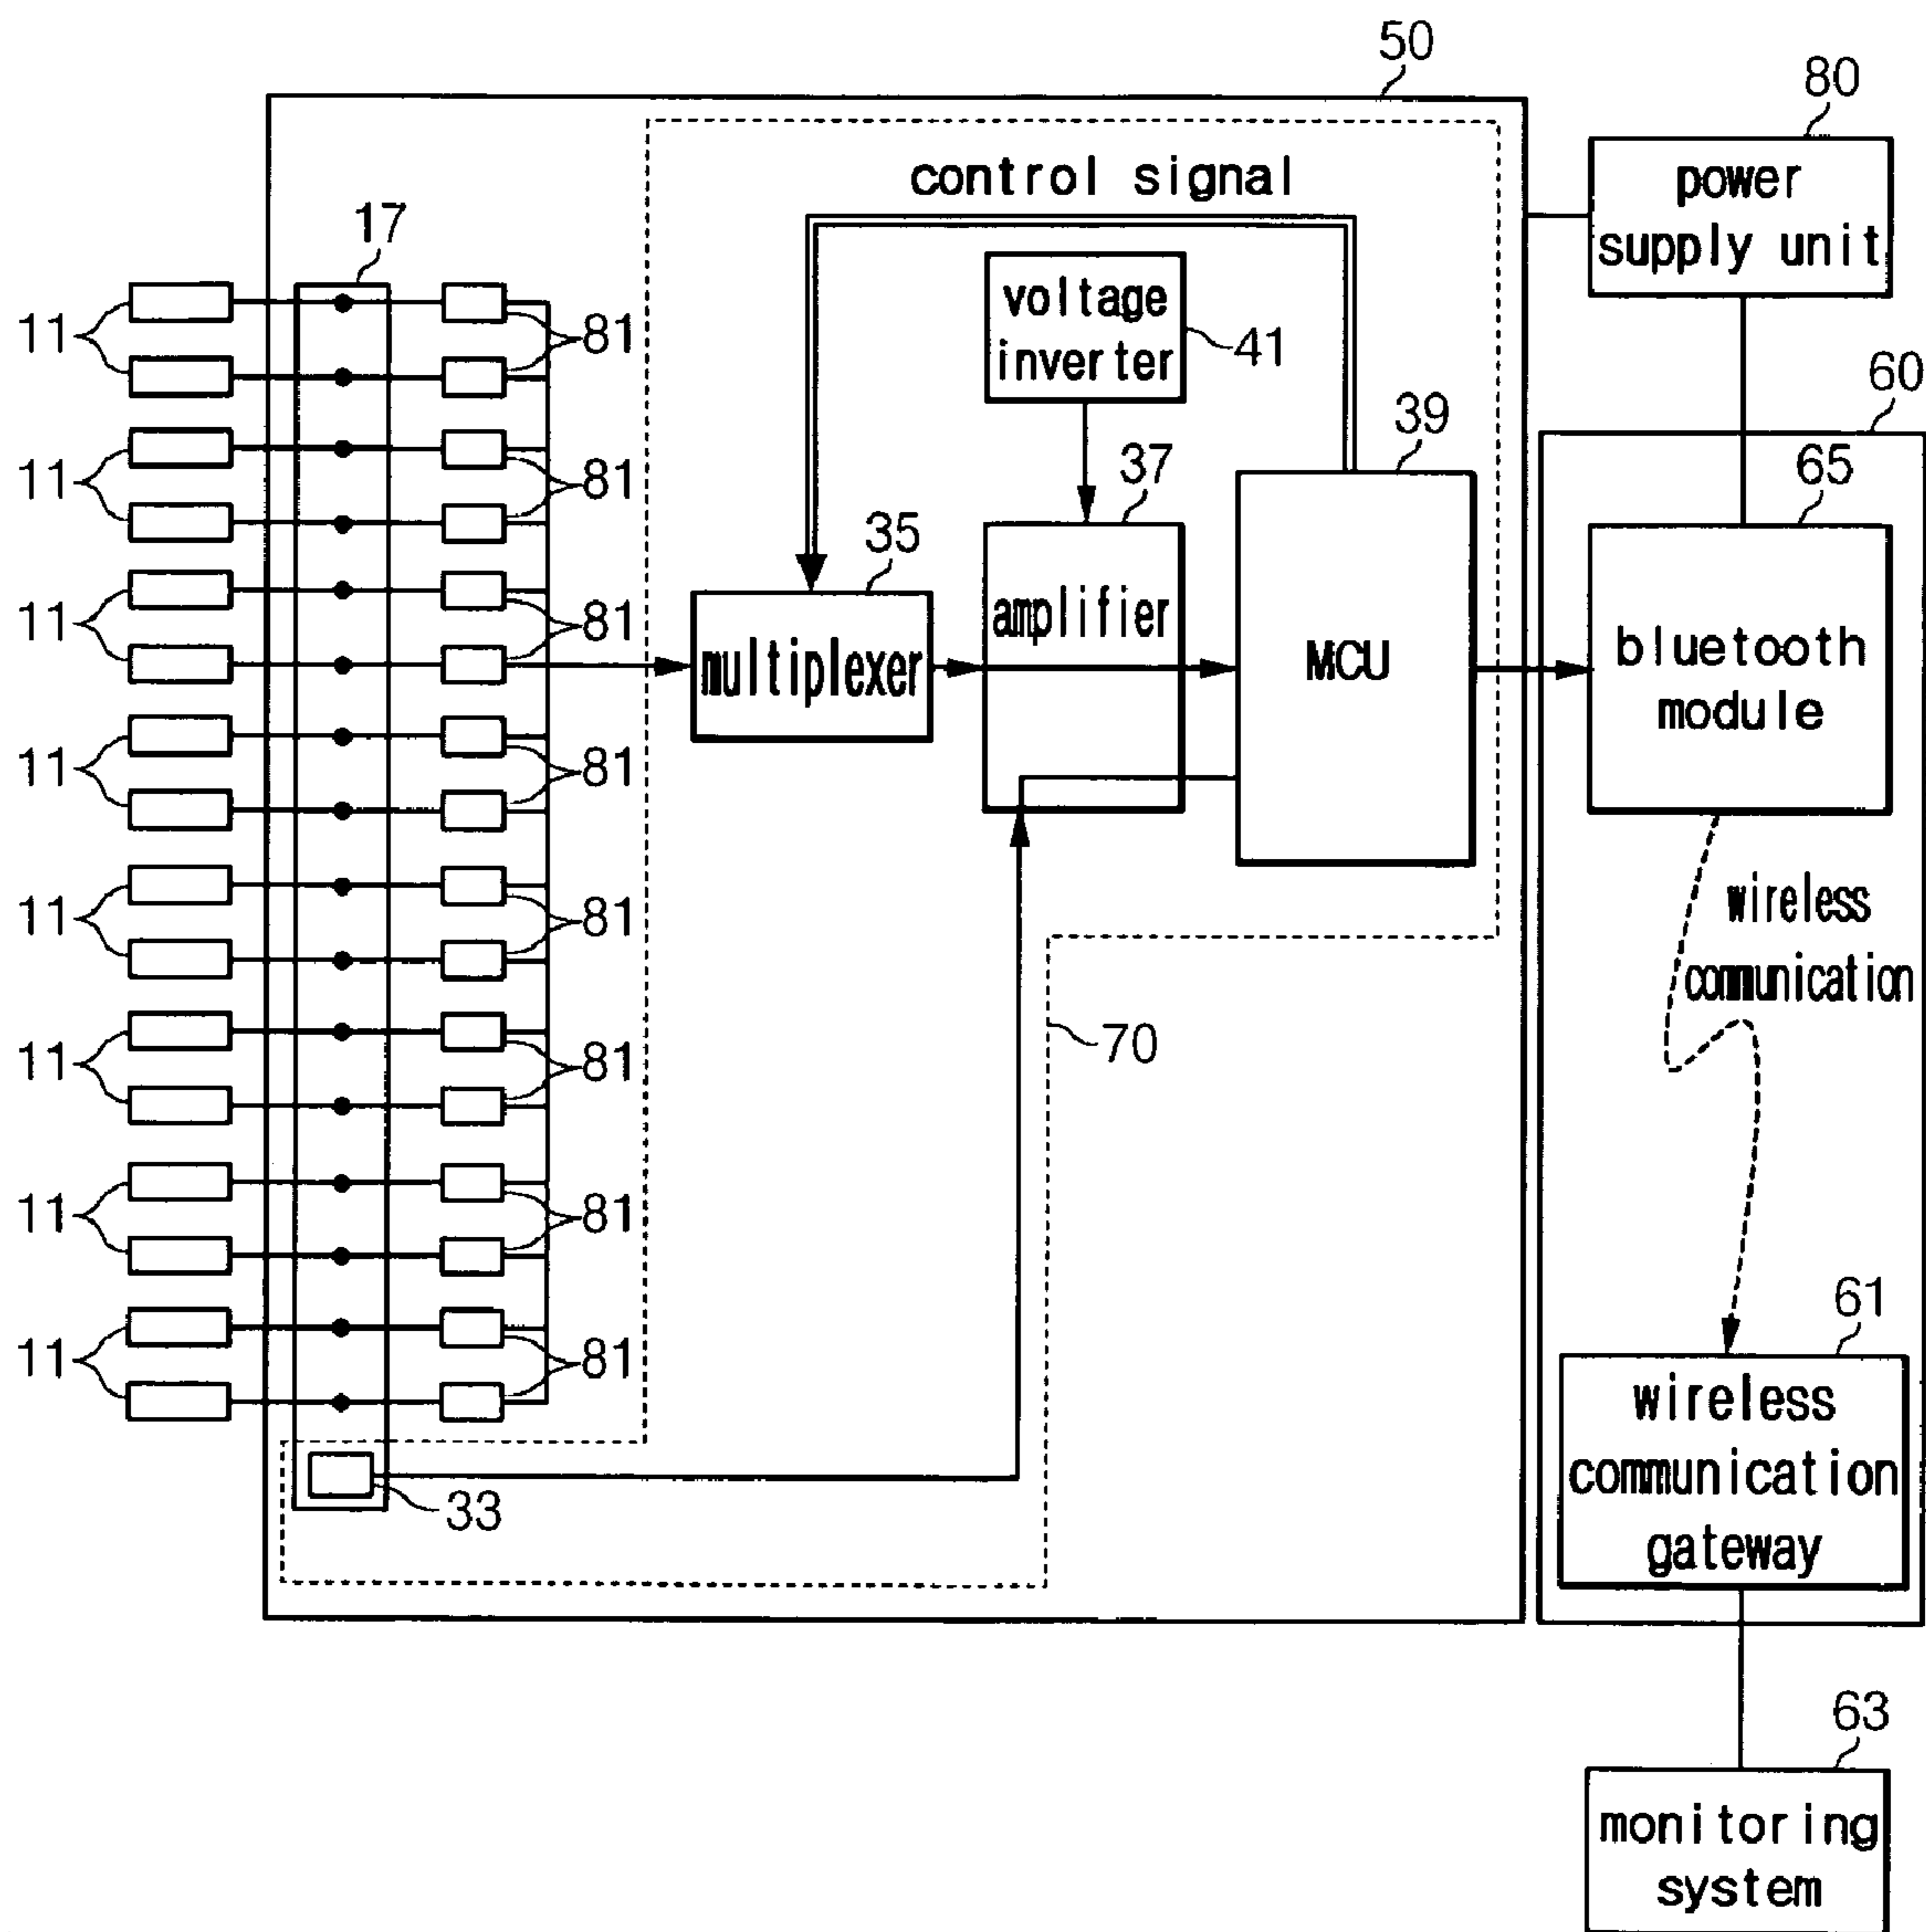 50
80
control signal
power
supply unit
17
voltage
inverter
41
11
81
60
39
11
81
37
65
35
11
81
amplifier
multiplexer
MCU
bluetooth
module
11
81
11
81
wireless
communication
11
81
70
11
81
61
11
81
wireless
communication
gateway
33
63
monitoring
system